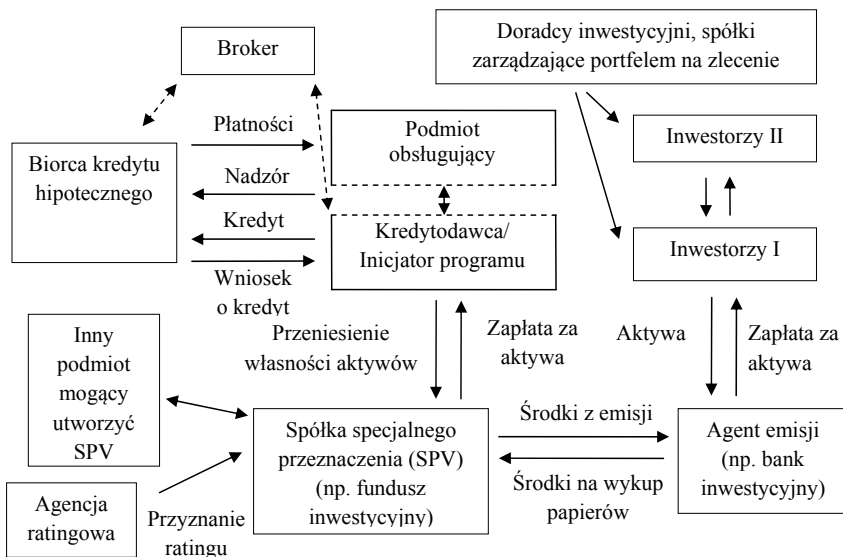 Broker
Doradcy inwestycyjni, spółki
zarządzające portfelem na zlecenie
Płatności
Podmiot
obsługujący
Inwestorzy II
Biorca kredytu
hipotecznego
Nadzór
Kredyt
Kredytodawca/
Inicjator programu
Inwestorzy I
Wniosek
o kredyt
Przeniesienie
własności aktywów
Zapłata za
aktywa
Aktywa
Zapłata za
aktywa
Inny
podmiot
mogący
utworzyć
SPV
Spółka specjalnego
przeznaczenia (SPV)
(np. fundusz
inwestycyjny)
Środki z emisji
Środki na wykup
papierów
Agent emisji
(np. bank
inwestycyjny)
Agencja
ratingowa
Przyznanie
ratingu